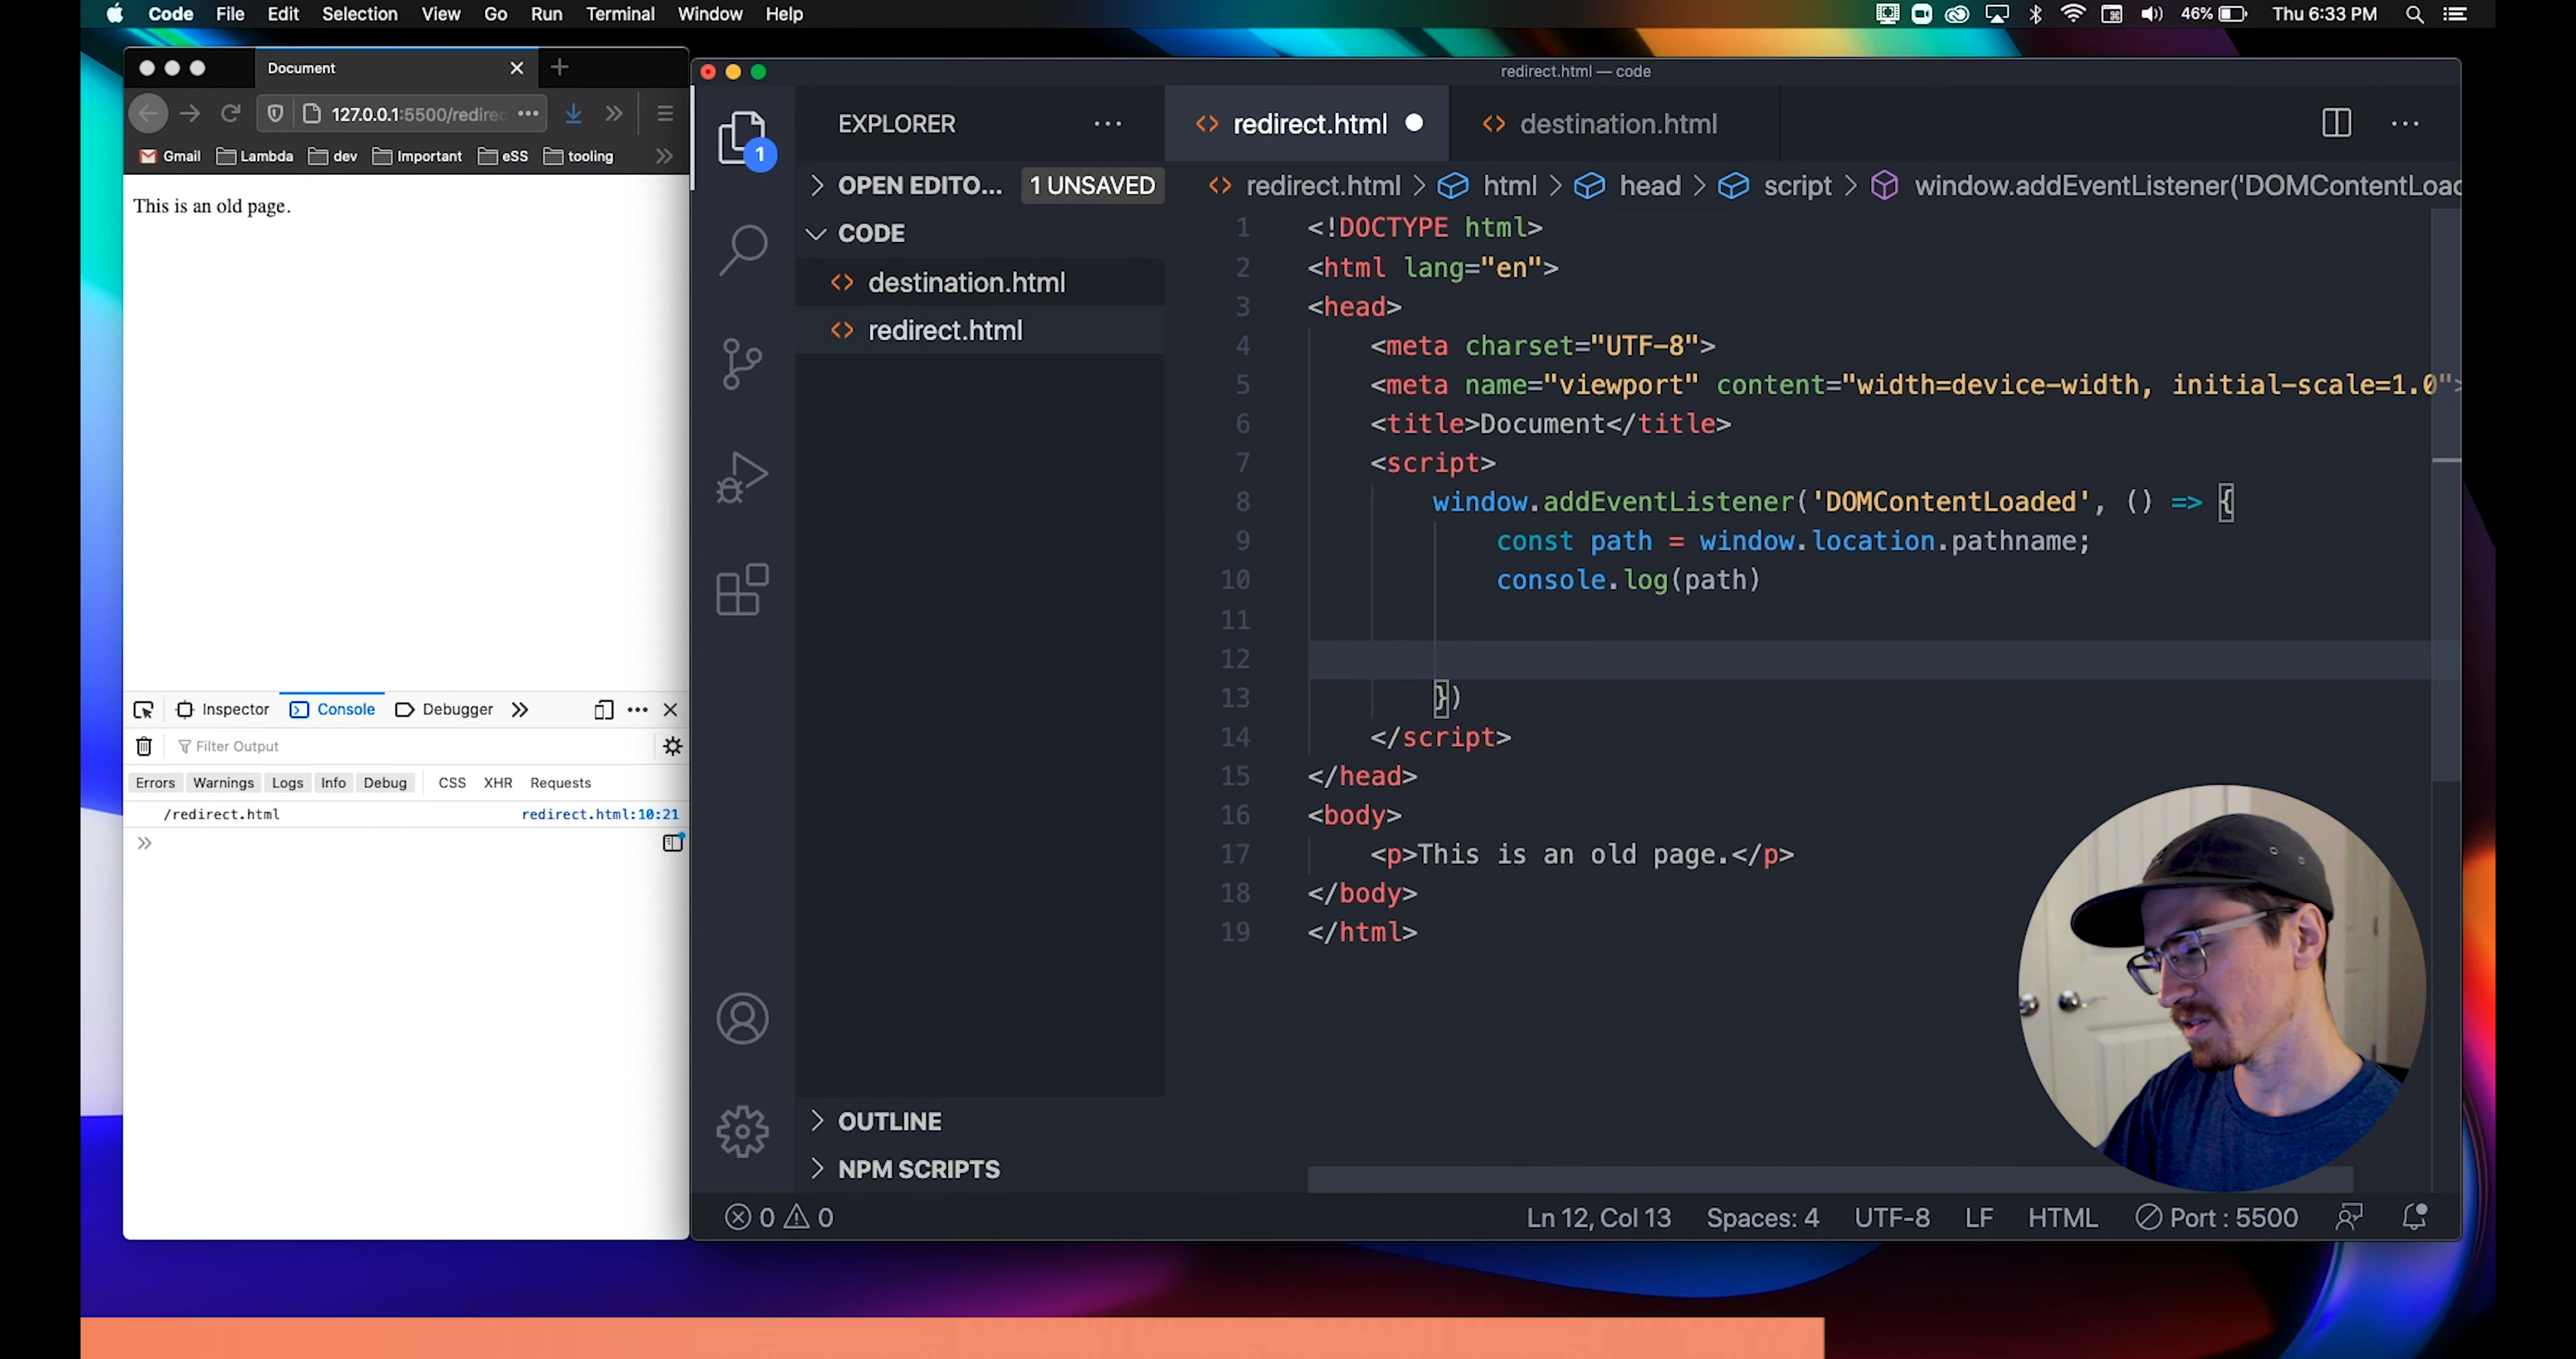 Code File Edit Selection View Go Run Terminal Window Help 46% Thu 6:33 PM
Document
127.0.0.1:5500/redirec
Gmail Lambda dev Important eSS tooling
This is an old page.
Inspector Console Debugger
Filter Output
Errors Warnings Logs Info Debug CSS XHR Requests
/redirect.html redirect.html:10:21
redirect.html — code
1
EXPLORER
OPEN EDITO... 1 UNSAVED
CODE
destination.html
redirect.html
OUTLINE
NPM SCRIPTS
redirect.html destination.html
redirect.html > html > head > script > window.addEventListener('DOMContentLoad
1 <!DOCTYPE html>
2 <html lang="en">
3 <head>
4 <meta charset="UTF-8">
5 <meta name="viewport" content="width=device-width, initial-scale=1.0">
6 <title>Document</title>
7 <script>
8 window.addEventListener('DOMContentLoaded', () => {
9 const path = window.location.pathname;
10 console.log(path)
11
12
13 })
14 </script>
15 </head>
16 <body>
17 <p>This is an old page.</p>
18 </body>
19 </html>
0 0 Ln 12, Col 13 Spaces: 4 UTF-8 LF HTML Port : 5500